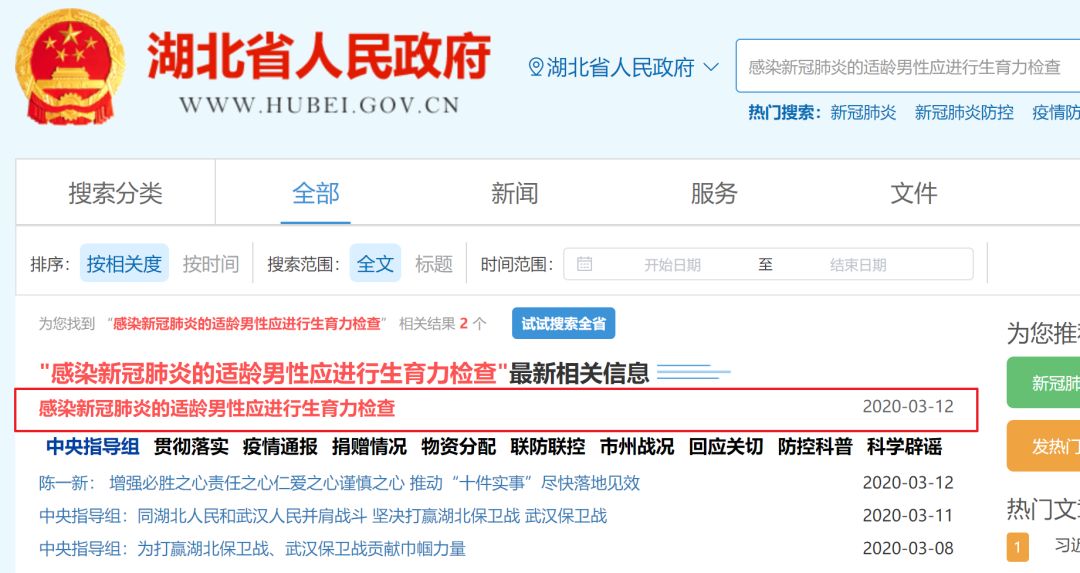 湖北省人民政府
WWW.HUBEI.GOV.CN
湖北省人民政府
感染新冠肺炎的适龄男性应进行生育力检查
热门搜索： 新冠肺炎 新冠肺炎防控 疫情防
搜索分类 全部 新闻 服务 文件
排序： 按相关度 按时间 搜索范围： 全文 标题 时间范围： 开始日期 至 结束日期
为您找到 “感染新冠肺炎的适龄男性应进行生育力检查” 相关结果 2 个 试试搜索全省
"感染新冠肺炎的适龄男性应进行生育力检查"最新相关信息
感染新冠肺炎的适龄男性应进行生育力检查 2020-03-12
中央指导组 贯彻落实 疫情通报 捐赠情况 物资分配 联防联控 市州战况 回应关切 防控科普 科学辟谣
陈一新： 增强必胜之心责任之心仁爱之心谨慎之心 推动“十件实事”尽快落地见效 2020-03-12
中央指导组：同湖北人民和武汉人民并肩战斗 坚决打赢湖北保卫战 武汉保卫战 2020-03-11
中央指导组：为打赢湖北保卫战、武汉保卫战贡献巾帼力量 2020-03-08
为您推荐
新冠肺
发热门
热门文章
1 习近